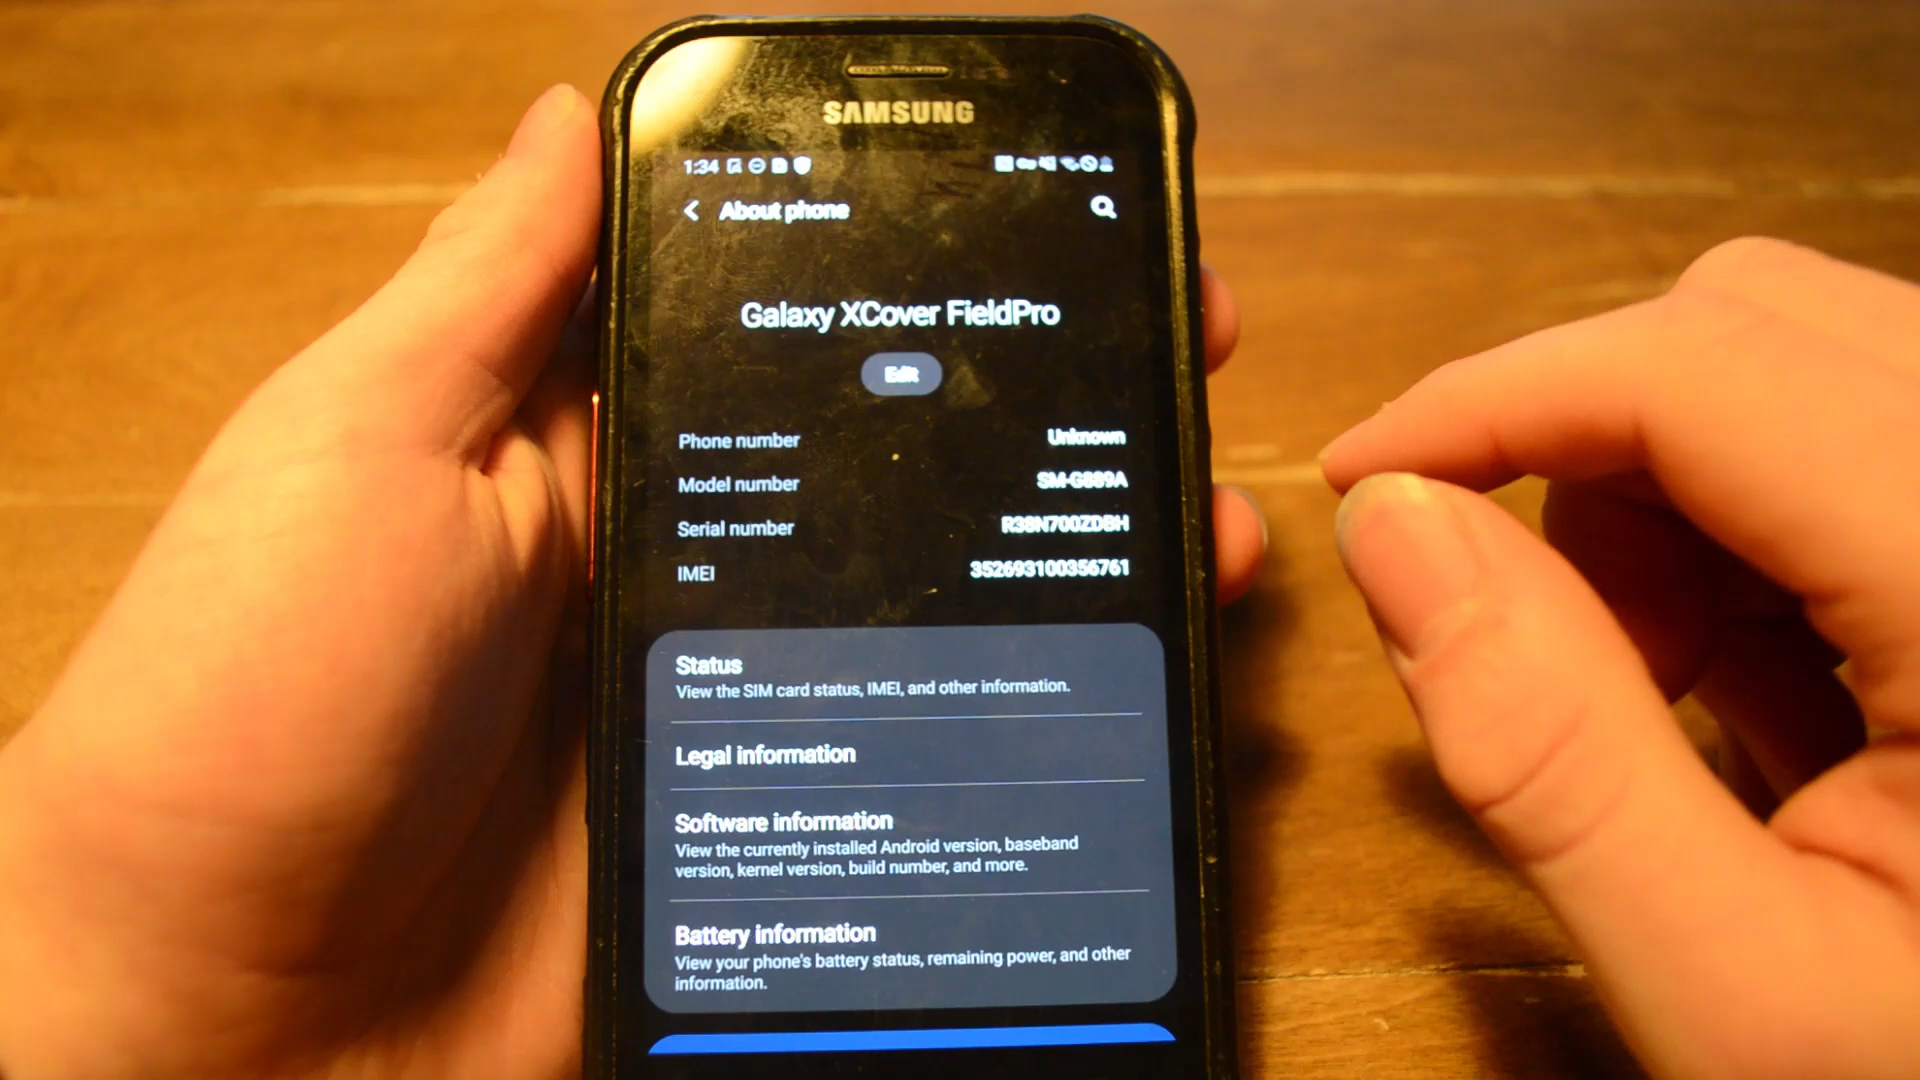 SAMSUNG
1:34
About phone
Galaxy XCover FieldPro
Edit
Phone number Unknown
Model number SM-G889A
Serial number R38N700ZDBH
IMEI 352693100356761
Status
View the SIM card status, IMEI, and other information.
Legal information
Software information
View the currently installed Android version, baseband
version, kernel version, build number, and more.
Battery information
View your phone's battery status, remaining power, and other
information.